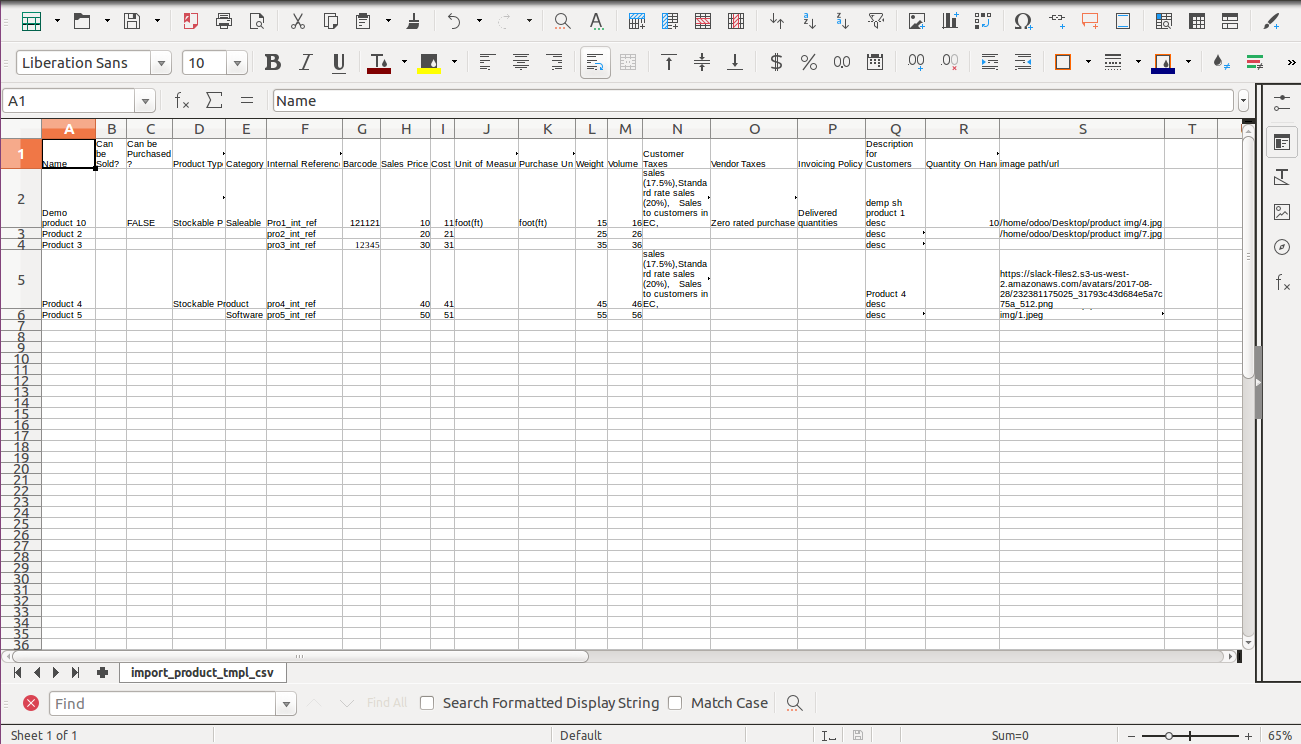 Liberation Sans 10
A1 Name
A B C D E F G H I J K L M N O P Q R S T
1 Name Can be Sold? Can be Purchased? Product Typ Category Internal Referenc Barcode Sales Price Cost Unit of Measur Purchase Un Weight Volume Customer Taxes Vendor Taxes Invoicing Policy Description for Customers Quantity On Han image path/url
2 Demo product 10 FALSE Stockable P Saleable Pro1_int_ref 121121 10 11 foot(ft) foot(ft) 15 16 sales (17.5%),Standard rate sales (20%), Sales to customers in EC, Zero rated purchase Delivered quantities demp sh product 1 desc 10 /home/odoo/Desktop/product img/4.jpg
3 Product 2 pro2_int_ref 20 21 25 26 desc /home/odoo/Desktop/product img/7.jpg
4 Product 3 pro3_int_ref 12345 30 31 35 36 desc
5 Product 4 Stockable Product pro4_int_ref 40 41 45 46 sales (17.5%),Standard rate sales (20%), Sales to customers in EC, Product 4 desc https://slack-files2.s3-us-west-2.amazonaws.com/avatars/2017-08-28/232381175025_31793c43d684e5a7c75a_512.png
6 Product 5 Software pro5_int_ref 50 51 55 56 desc img/1.jpeg
7
8
9
10
11
12
13
14
15
16
17
18
19
20
21
22
23
24
25
26
27
28
29
30
31
32
33
34
35
36
import_product_tmpl_csv
Find Find All Search Formatted Display String Match Case
Sheet 1 of 1 Default Sum=0 65%